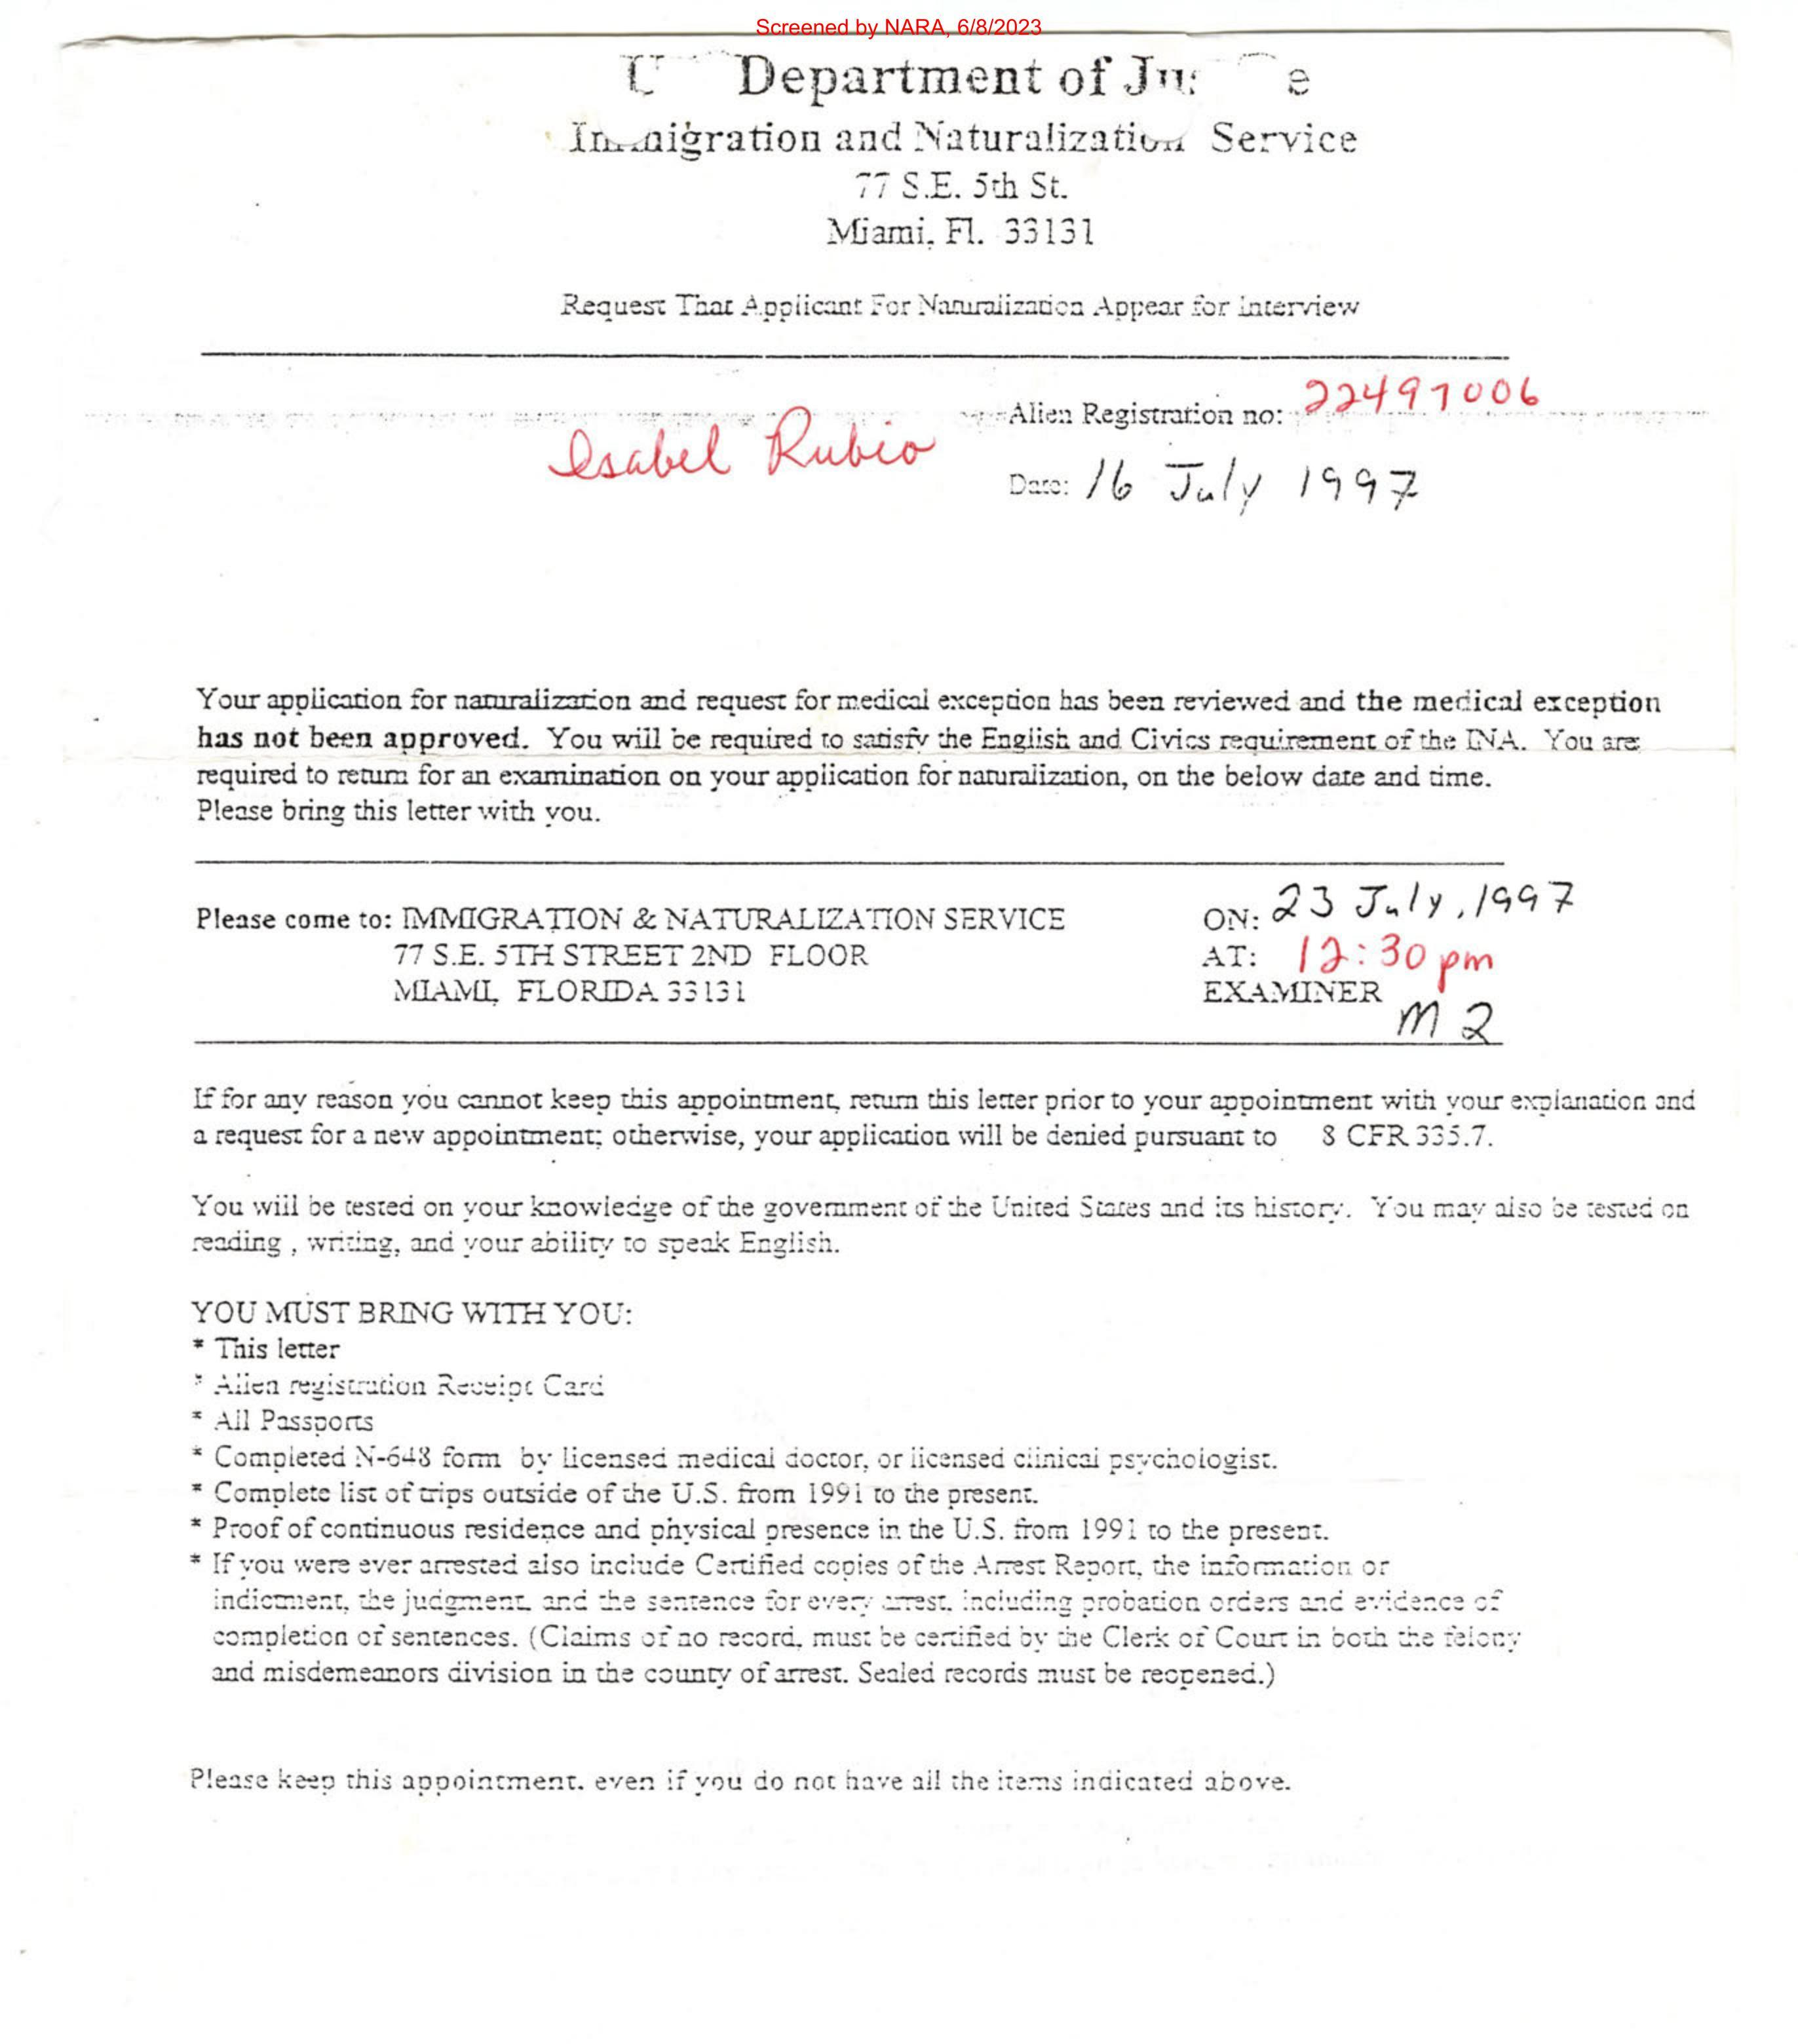 Screened by NARA, 6/8/2023
Department of
Immigration and Naturalization Service
77 S.E. 5th St.
Miami, Fl. 33131
Request That Applicant For Naturalization Appear for Interview
Alien Registration no: 22497006
Isabel Rubio
Date: 16 July 1997
Your application for naturalization and request for medical exception has been reviewed and the medical exception
has not been approved. You will be required to satisfy the English and Civics requirement of the INA. You are
required to return for an examination on your application for naturalization, on the below date and time.
Please bring this letter with you.
Please come to: IMMIGRATION & NATURALIZATION SERVICE ON: 23 July, 1997
77 S.E. 5TH STREET 2ND FLOOR AT: 12:30 pm
MIAMI, FLORIDA 33131 EXAMINER
M 2
If for any reason you cannot keep this appointment, return this letter prior to your appointment with your explanation and
a request for a new appointment; otherwise, your application will be denied pursuant to 8 CFR 335.7.
You will be tested on your knowledge of the government of the United States and its history. You may also be tested on
reading , writing, and your ability to speak English.
YOU MUST BRING WITH YOU:
* This letter
* Alien registration Receipt Card
* All Passports
* Completed N-648 form by licensed medical doctor, or licensed clinical psychologist.
* Complete list of trips outside of the U.S. from 1991 to the present.
* Proof of continuous residence and physical presence in the U.S. from 1991 to the present.
* If you were ever arrested also include Certified copies of the Arrest Report, the information or
indictment, the judgment, and the sentence for every arrest, including probation orders and evidence of
completion of sentences. (Claims of no record, must be certified by the Clerk of Court in both the felony
and misdemeanors division in the county of arrest. Sealed records must be reopened.)
Please keep this appointment, even if you do not have all the items indicated above.